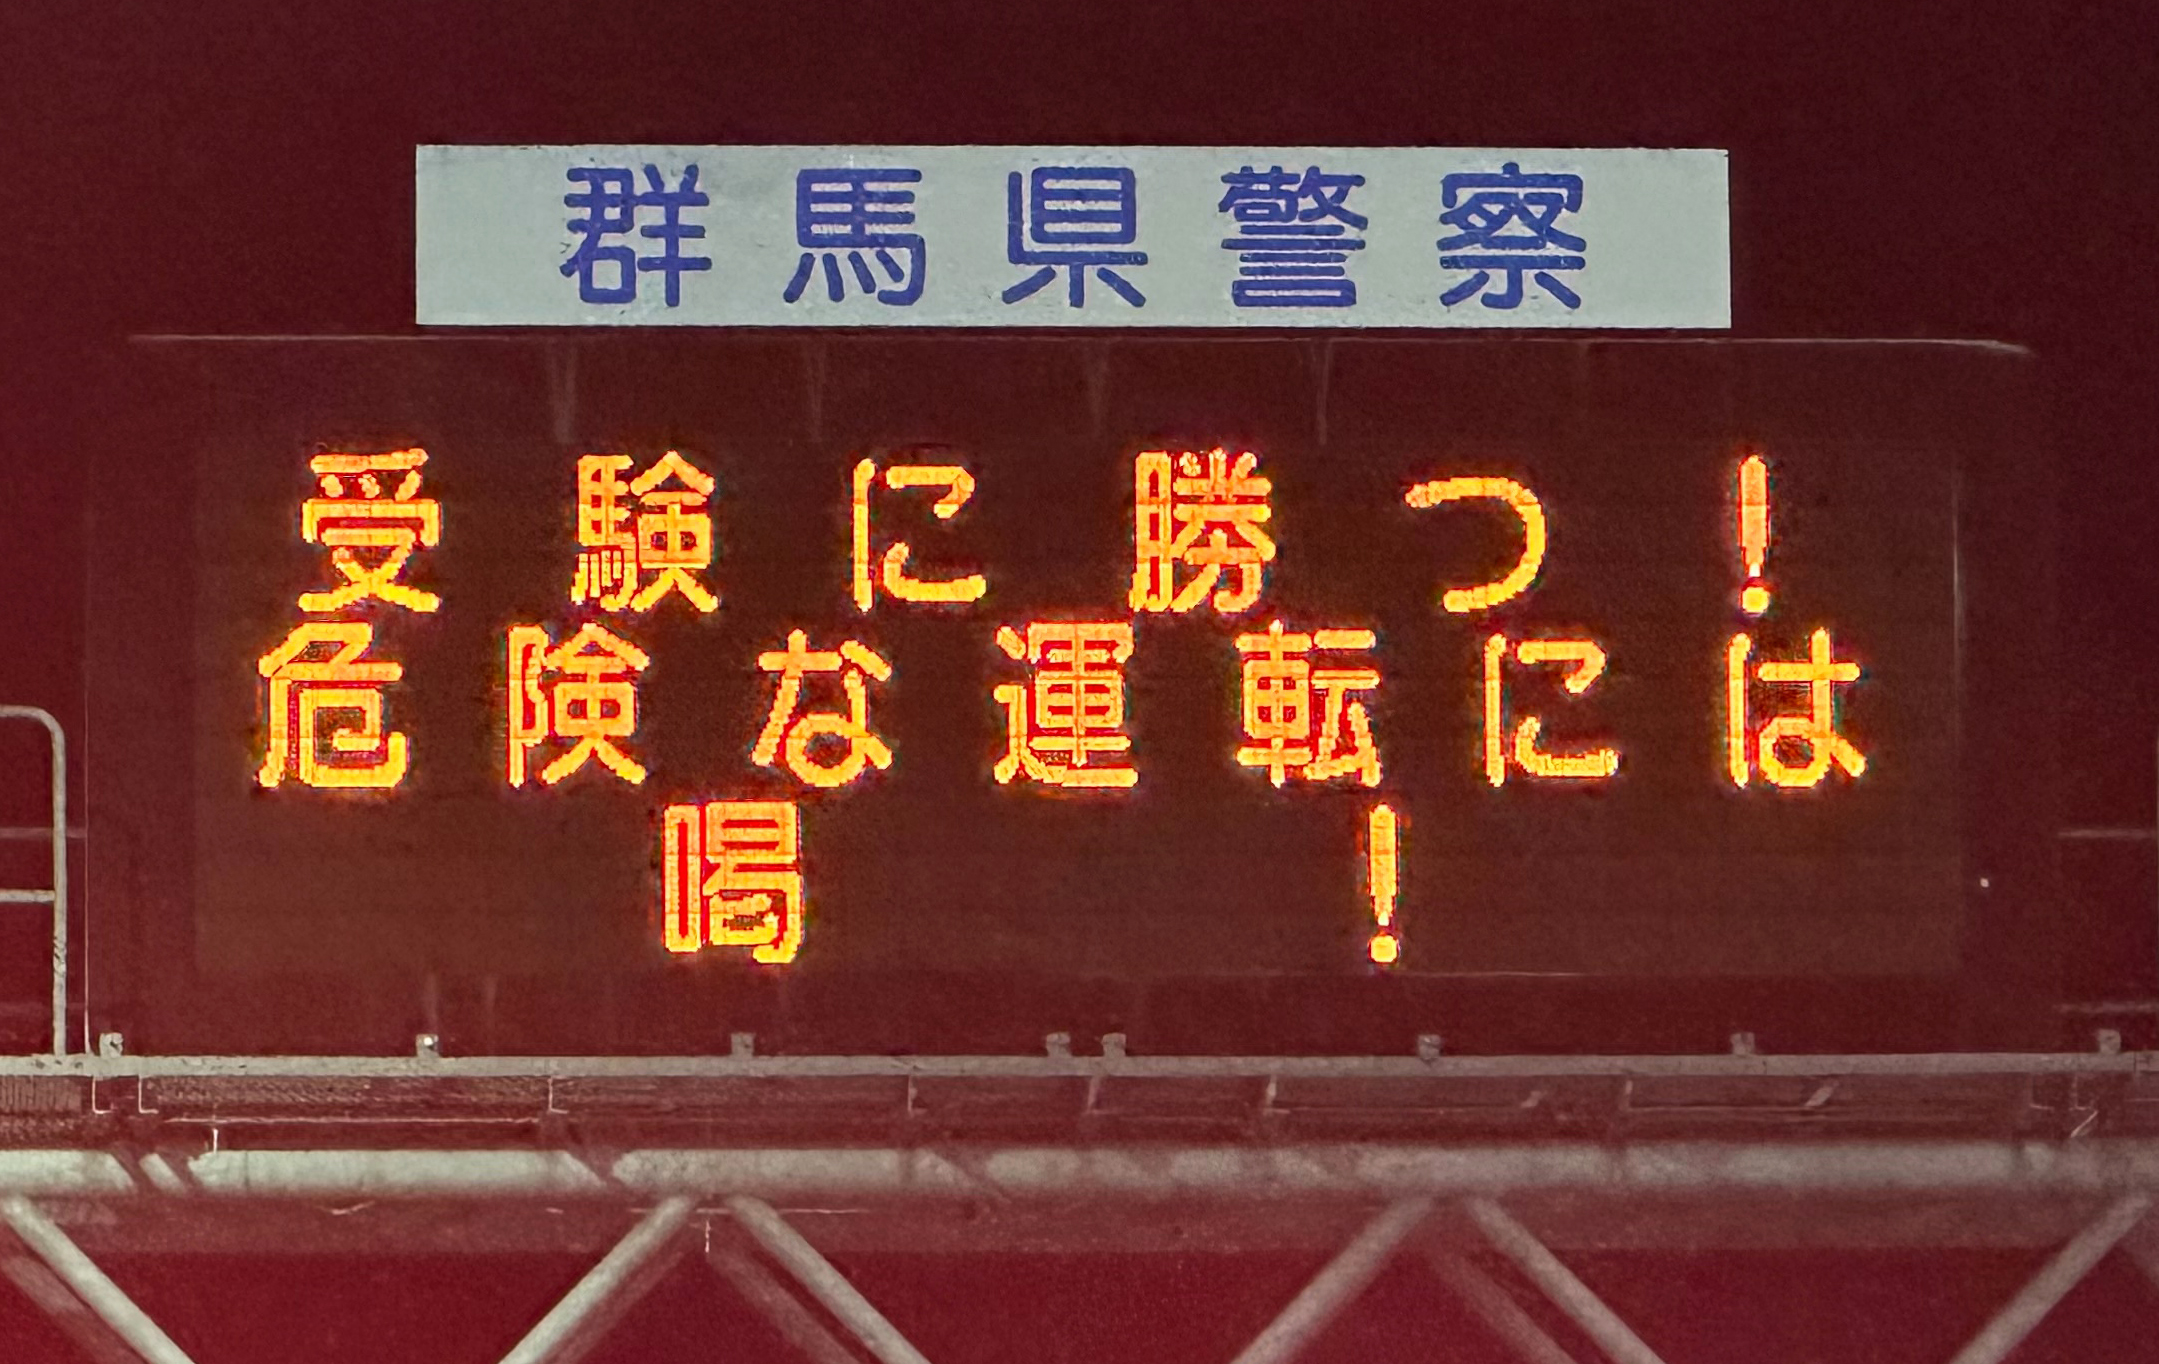 群馬県警察
受験に勝つ!
危険な運転には
喝!